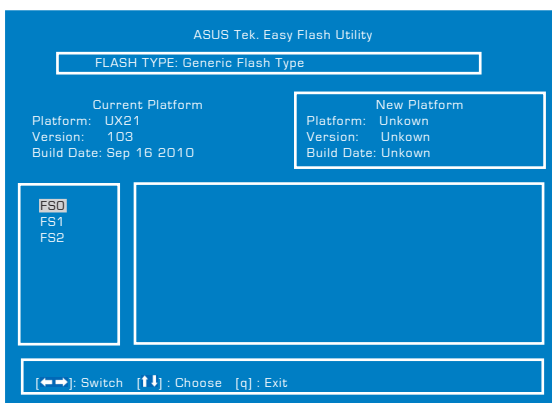 ASUS Tek. Easy Flash Utility
FLASH TYPE: Generic Flash Type
Current Platform
Platform: UX21
Version: 103
Build Date: Sep 16 2010
New Platform
Platform: Unkown
Version: Unkown
Build Date: Unkown
FS0
FS1
FS2
[←→]: Switch [↑↓] : Choose [q] : Exit